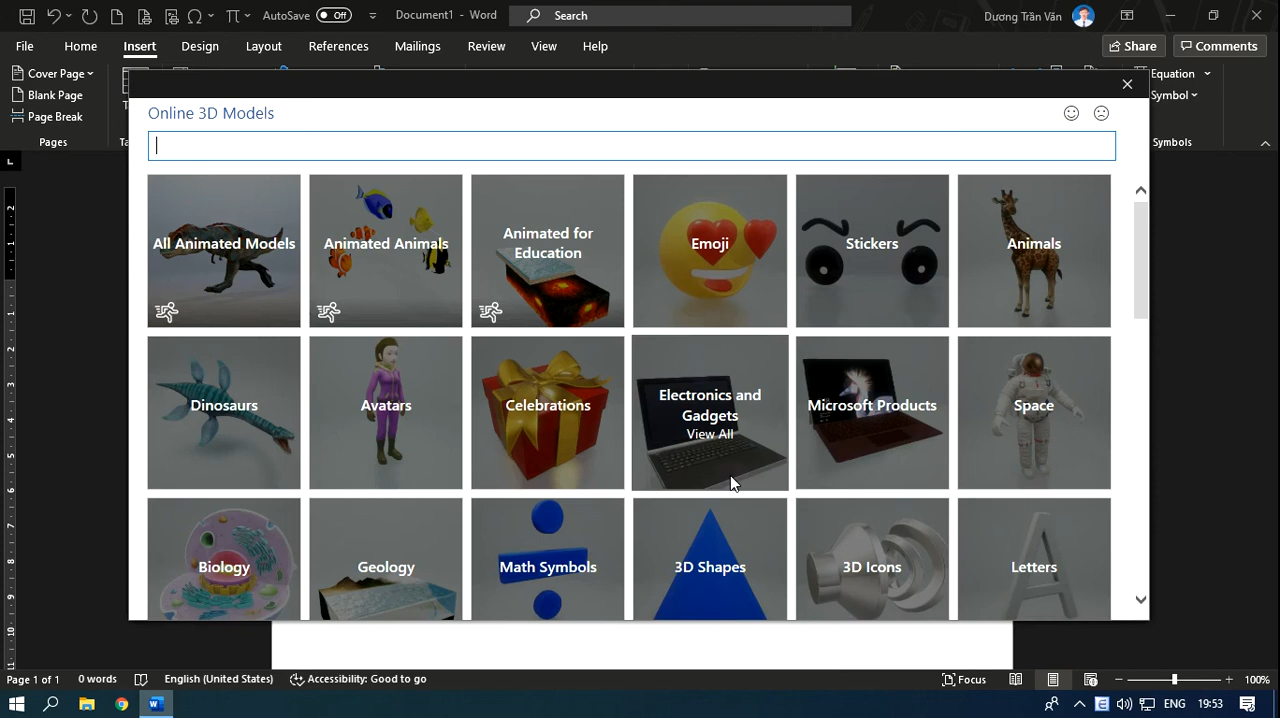 AutoSave Off Document1 - Word Search Dương Trần Văn
File Home Insert Design Layout References Mailings Review View Help Share Comments
Cover Page
Blank Page
Page Break
Pages
Equation
Symbol
Symbols
Online 3D Models
All Animated Models
Animated Animals
Animated for
Education
Emoji
Stickers
Animals
Dinosaurs
Avatars
Celebrations
Electronics and
Gadgets
View All
Microsoft Products
Space
Biology
Geology
Math Symbols
3D Shapes
3D Icons
Letters
Page 1 of 1 0 words English (United States) Accessibility: Good to go Focus 100%
ENG 19:53